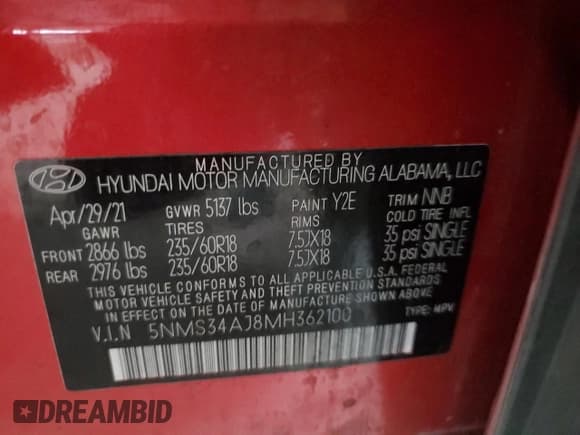 MANUFACTURED BY
HYUNDAI MOTOR MANUFACTURING ALABAMA, LLC
Apr/29/21 GVWR 5137 lbs PAINT Y2E TRIM NNB
GAWR TIRES RIMS COLD TIRE INFL
FRONT 2866 lbs 235/60R18 7.5JX18 35 psi SINGLE
REAR 2976 lbs 235/60R18 7.5JX18 35 psi SINGLE
THIS VEHICLE CONFORMS TO ALL APPLICABLE U.S.A. FEDERAL
MOTOR VEHICLE SAFETY AND THEFT PREVENTION STANDARDS
IN EFFECT ON THE DATE OF MANUFACTURE SHOWN ABOVE.
V.I.N 5NMS34AJ8MH362100 TYPE: MPV
DREAMBID